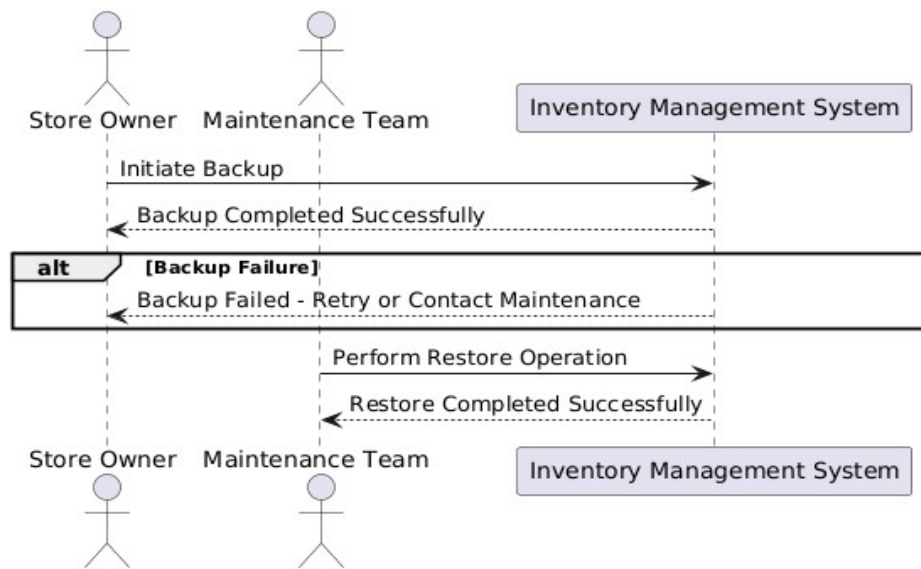 Store Owner Maintenance Team Inventory Management System
Initiate Backup
Backup Completed Successfully
alt [Backup Failure]
Backup Failed - Retry or Contact Maintenance
Perform Restore Operation
Restore Completed Successfully
Store Owner Maintenance Team Inventory Management System